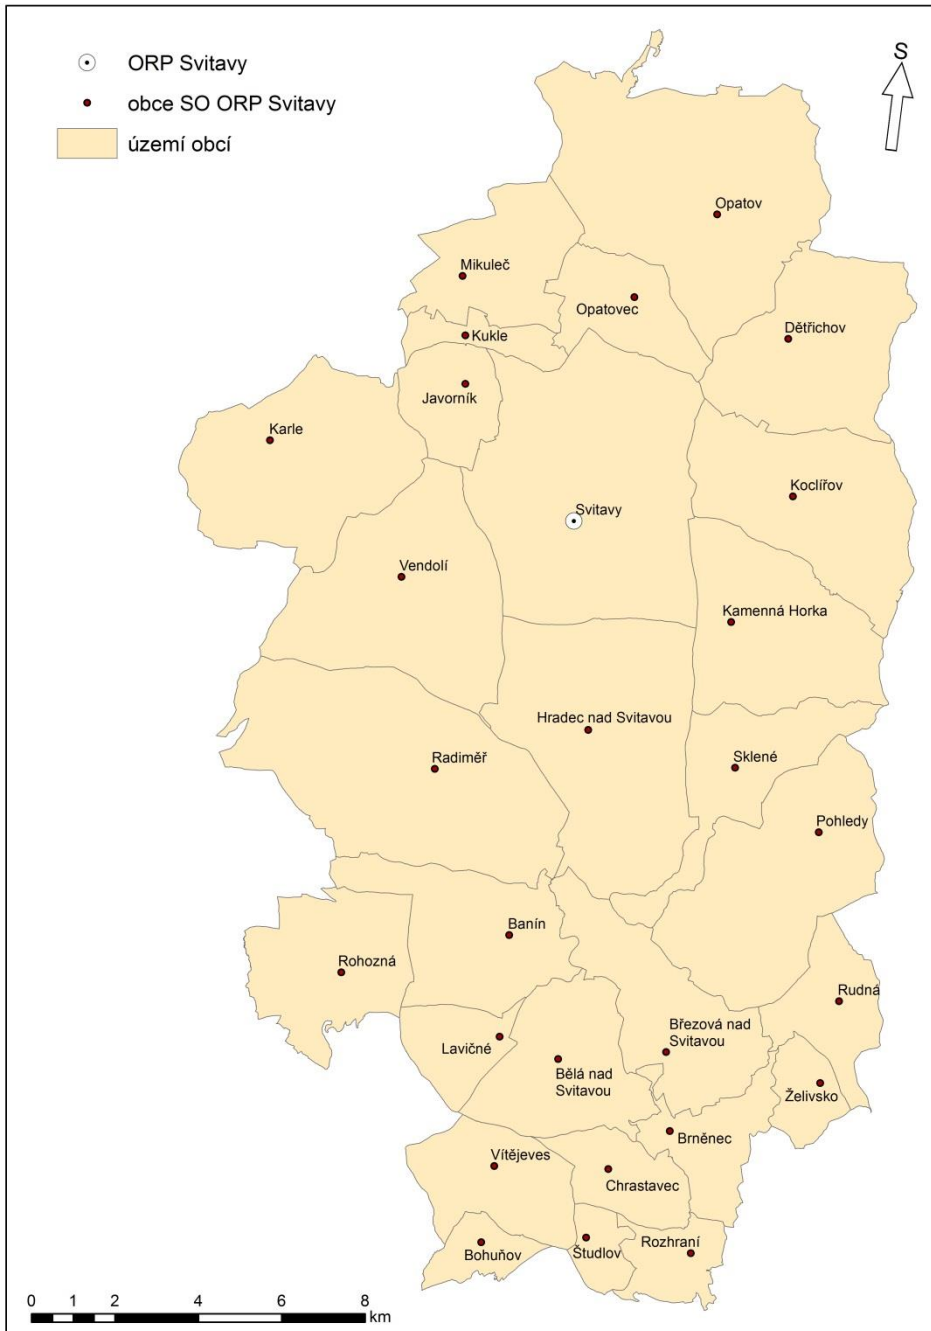 ORP Svitavy
obce SO ORP Svitavy
území obcí
S
Opatov
Mikuleč
Opatovec
Dětřichov
Kukle
Javorník
Karle
Koclířov
Svitavy
Vendolí
Kamenná Horka
Hradec nad Svitavou
Radiměř
Sklené
Pohledy
Banín
Rohozná
Rudná
Březová nad
Svitavou
Lavičné
Bělá nad
Svitavou
Želivsko
Brněnec
Vítějeves
Chrastavec
Rozhraní
Študlov
Bohuňov
0 1 2 4 6 8
km